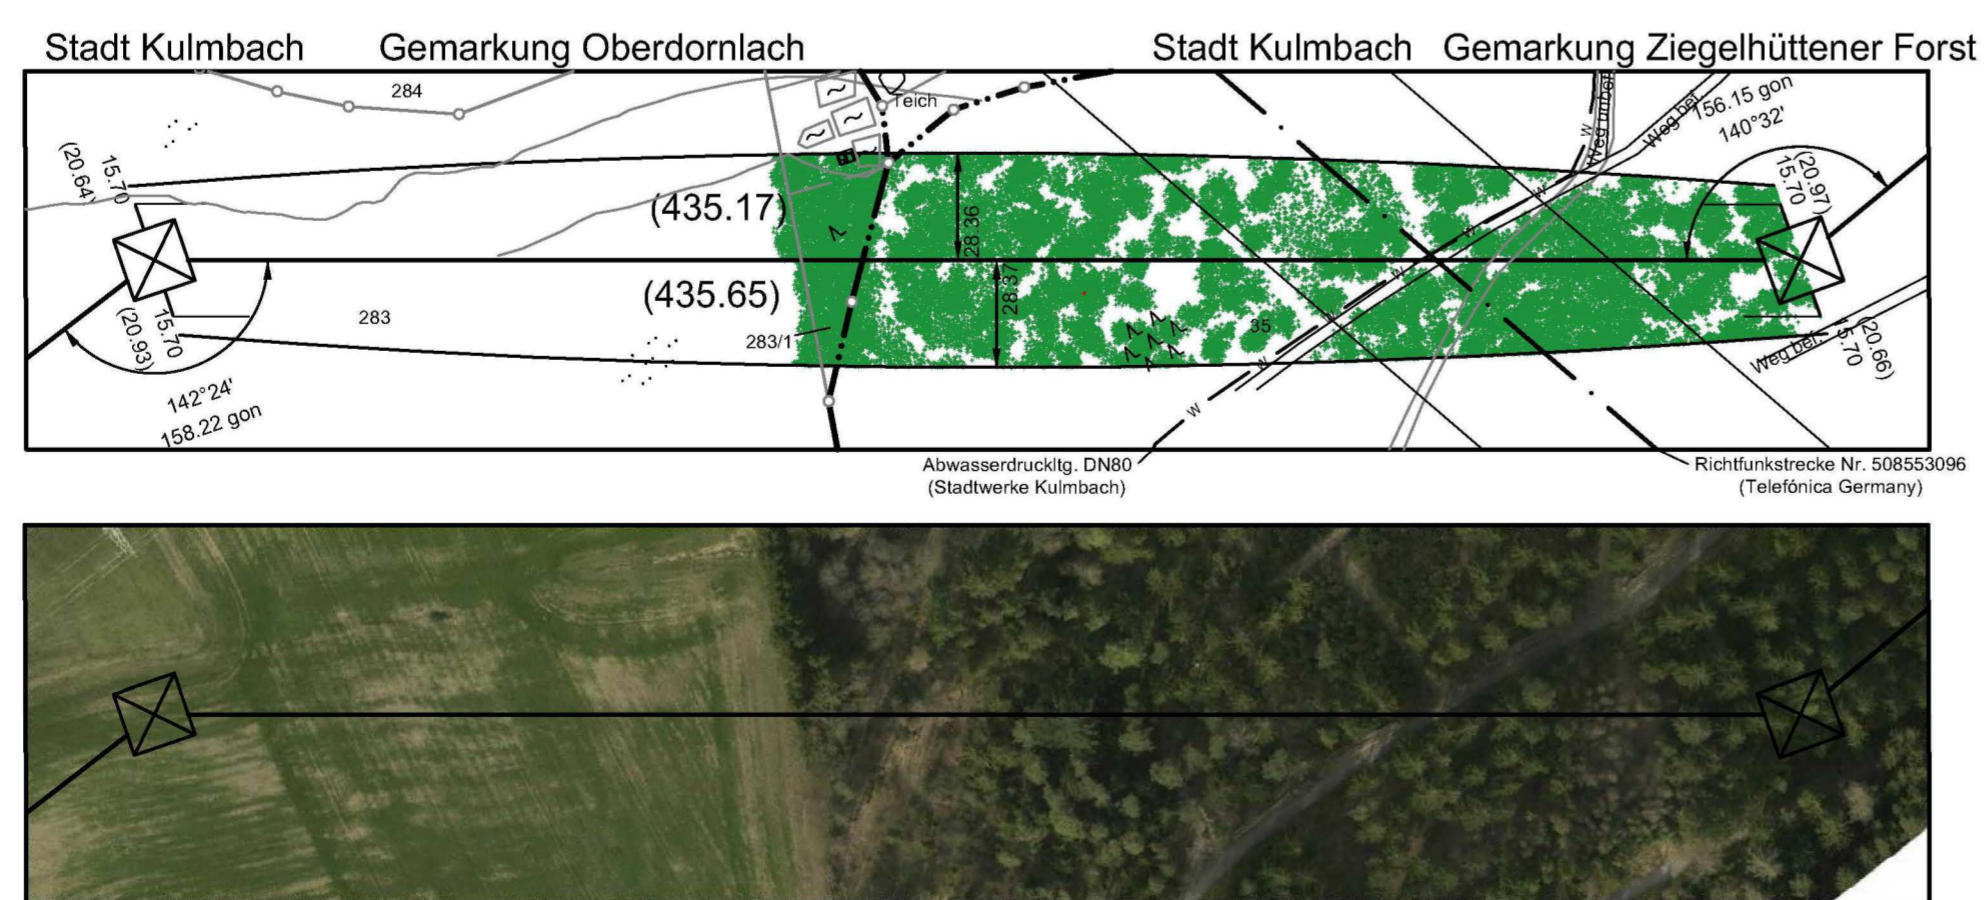 Stadt Kulmbach Gemarkung Oberdornlach
Stadt Kulmbach Gemarkung Ziegelhüttener Forst
284
Teich
W
Weg unbef.
Weg bef.
156.15 gon
140°32'
(20.64)
15.70
(435.17)
28.36
W
(20.97)
15.70
W
W
(435.65)
28.37
283
283/1
35
W
(20.93)
15.70
142°24'
158.22 gon
W
Weg bef.
15.70
(20.66)
Abwasserdruckltg. DN80
(Stadtwerke Kulmbach)
Richtfunkstrecke Nr. 508553096
(Telefónica Germany)